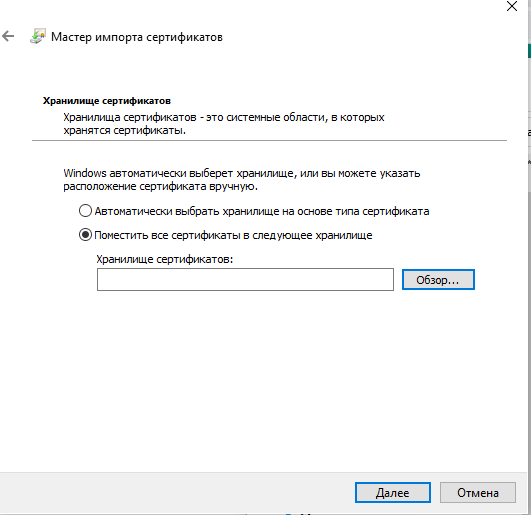 Мастер импорта сертификатов
Хранилище сертификатов
Хранилища сертификатов - это системные области, в которых
хранятся сертификаты.
Windows автоматически выберет хранилище, или вы можете указать
расположение сертификата вручную.
Автоматически выбрать хранилище на основе типа сертификата
Поместить все сертификаты в следующее хранилище
Хранилище сертификатов:
Обзор...
Далее
Отмена